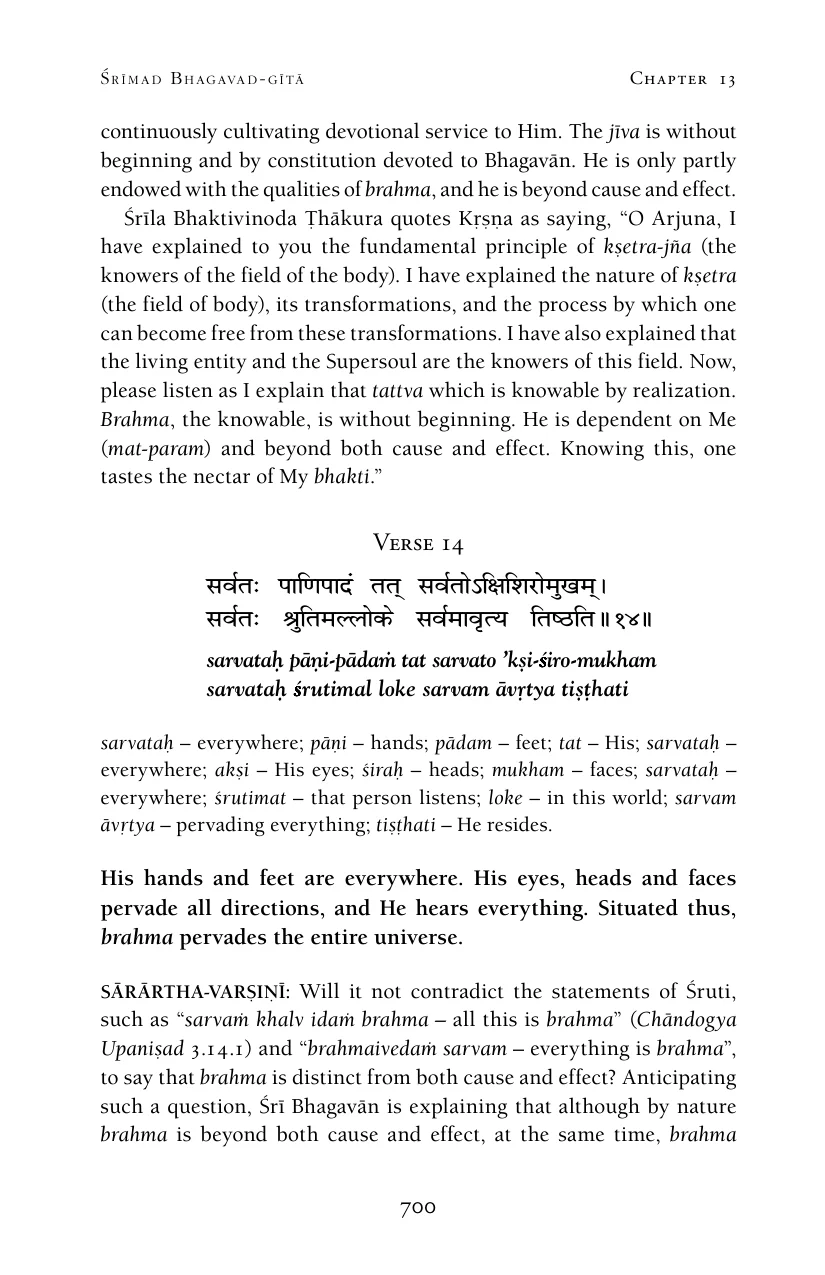 Śrīmad Bhagavad-gītā Chapter 13
continuously cultivating devotional service to Him. The jīva is without
beginning and by constitution devoted to Bhagavān. He is only partly
endowed with the qualities of brahma, and he is beyond cause and effect.
Śrīla Bhaktivinoda Ṭhākura quotes Kṛṣṇa as saying, “O Arjuna, I
have explained to you the fundamental principle of kṣetra-jña (the
knowers of the field of the body). I have explained the nature of kṣetra
(the field of body), its transformations, and the process by which one
can become free from these transformations. I have also explained that
the living entity and the Supersoul are the knowers of this field. Now,
please listen as I explain that tattva which is knowable by realization.
Brahma, the knowable, is without beginning. He is dependent on Me
(mat-param) and beyond both cause and effect. Knowing this, one
tastes the nectar of My bhakti.”
Verse 14
सर्वतः पाणिपादं तत् सर्वतोऽक्षिशिरोमुखम्।
सर्वतः श्रुतिमल्लोके सर्वमावृत्य तिष्ठति॥१४॥
sarvataḥ pāṇi-pādaṁ tat sarvato ’kṣi-śiro-mukham
sarvataḥ śrutimal loke sarvam āvṛtya tiṣṭhati
sarvataḥ – everywhere; pāṇi – hands; pādam – feet; tat – His; sarvataḥ –
everywhere; akṣi – His eyes; śiraḥ – heads; mukham – faces; sarvataḥ –
everywhere; śrutimat – that person listens; loke – in this world; sarvam
āvṛtya – pervading everything; tiṣṭhati – He resides.
His hands and feet are everywhere. His eyes, heads and faces
pervade all directions, and He hears everything. Situated thus,
brahma pervades the entire universe.
SĀRĀRTHA-VARṢIṆĪ: Will it not contradict the statements of Śruti,
such as “sarvaṁ khalv idaṁ brahma – all this is brahma” (Chāndogya
Upaniṣad 3.14.1) and “brahmaivedaṁ sarvam – everything is brahma”,
to say that brahma is distinct from both cause and effect? Anticipating
such a question, Śrī Bhagavān is explaining that although by nature
brahma is beyond both cause and effect, at the same time, brahma
700